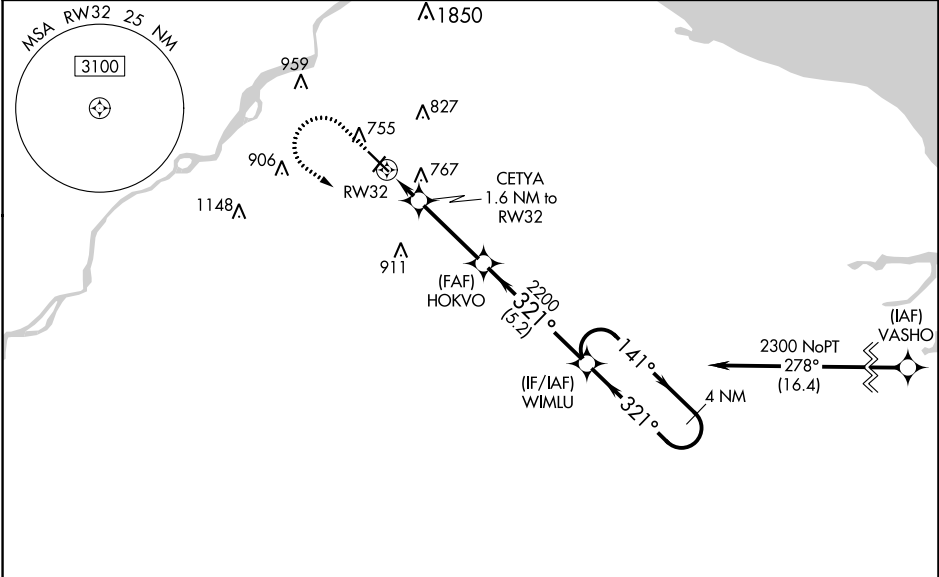 MSA RW32 25 NM
3100
1850
959
827
755
906
767
RW32
1148
911
CETYA
1.6 NM to
RW32
(FAF)
HOKVO
2200
321°
(5.2)
(IF/IAF)
WIMLU
141°
321°
4 NM
2300 NoPT
278°
(16.4)
(IAF)
VASHO